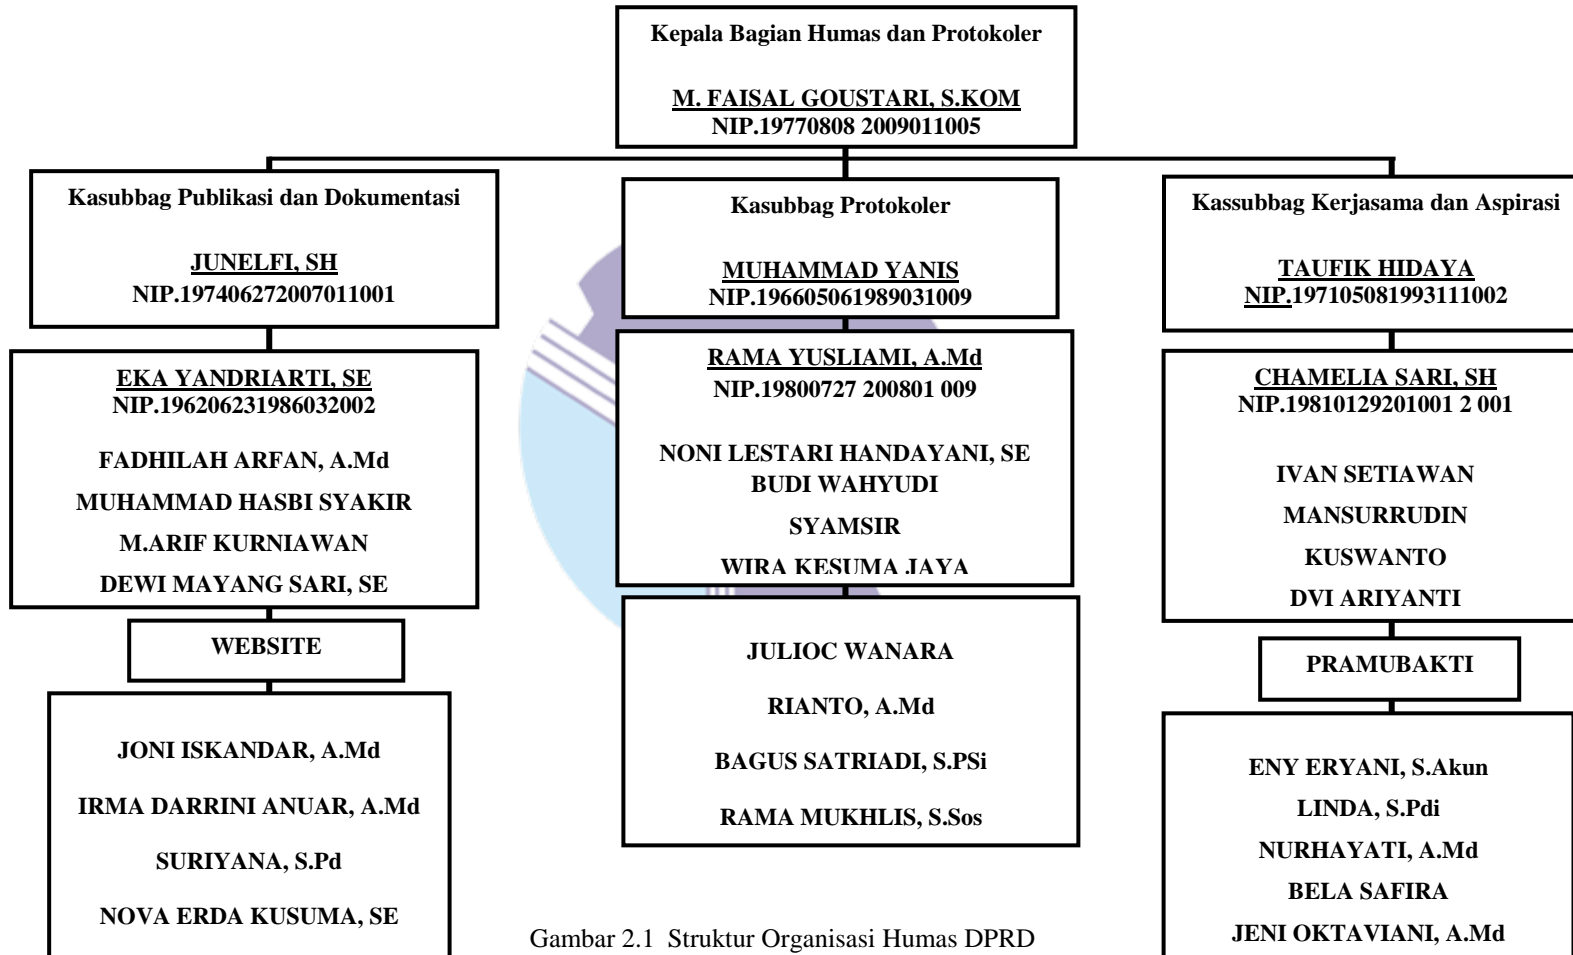 Kepala Bagian Humas dan Protokoler
M. FAISAL GOUSTARI, S.KOM
NIP.19770808 2009011005
Kasubbag Publikasi dan Dokumentasi
JUNELFI, SH
NIP.197406272007011001
EKA YANDRIARTI, SE
NIP.196206231986032002
FADHILAH ARFAN, A.Md
MUHAMMAD HASBI SYAKIR
M.ARIF KURNIAWAN
DEWI MAYANG SARI, SE
WEBSITE
JONI ISKANDAR, A.Md
IRMA DARRINI ANUAR, A.Md
SURIYANA, S.Pd
NOVA ERDA KUSUMA, SE
Kasubbag Protokoler
MUHAMMAD YANIS
NIP.196605061989031009
RAMA YUSLIAMI, A.Md
NIP.19800727 200801 009
NONI LESTARI HANDAYANI, SE
BUDI WAHYUDI
SYAMSIR
WIRA KESUMA JAYA
JULIOC WANARA
RIANTO, A.Md
BAGUS SATRIADI, S.PSi
RAMA MUKHLIS, S.Sos
Kassubbag Kerjasama dan Aspirasi
TAUFIK HIDAYA
NIP.197105081993111002
CHAMELIA SARI, SH
NIP.19810129201001 2 001
IVAN SETIAWAN
MANSURRUDIN
KUSWANTO
DVI ARIYANTI
PRAMUBAKTI
ENY ERYANI, S.Akun
LINDA, S.Pdi
NURHAYATI, A.Md
BELA SAFIRA
JENI OKTAVIANI, A.Md
Gambar 2.1 Struktur Organisasi Humas DPRD